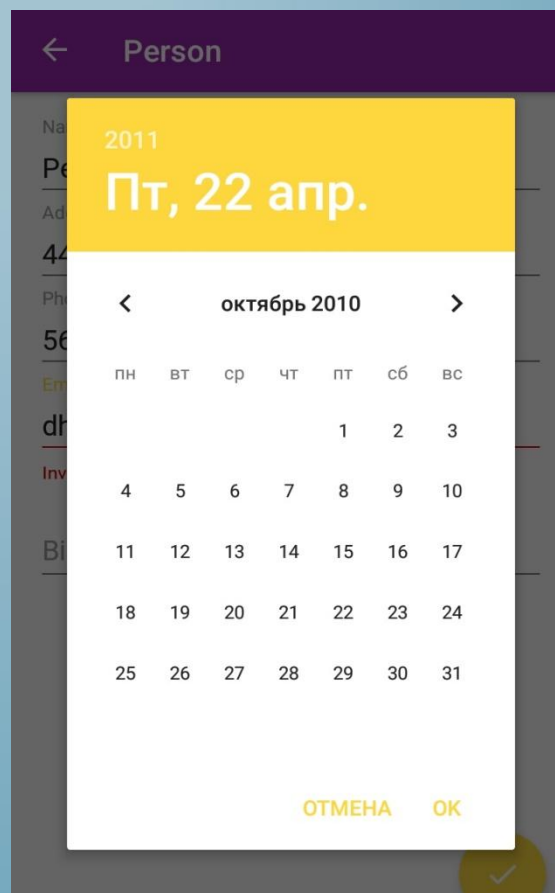 Person
2011
Пт, 22 апр.
октябрь 2010
пн вт ср чт пт сб вс
1 2 3
4 5 6 7 8 9 10
11 12 13 14 15 16 17
18 19 20 21 22 23 24
25 26 27 28 29 30 31
ОТМЕНА ОК